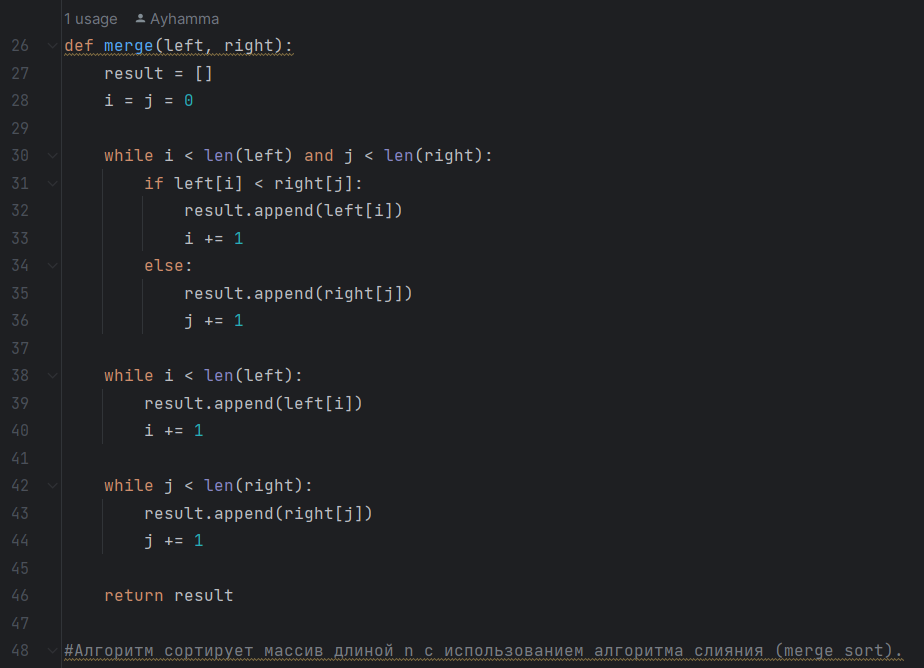 1 usage Ayhamma
26 def merge(left, right):
27     result = []
28     i = j = 0
29
30     while i < len(left) and j < len(right):
31         if left[i] < right[j]:
32             result.append(left[i])
33             i += 1
34         else:
35             result.append(right[j])
36             j += 1
37
38     while i < len(left):
39         result.append(left[i])
40         i += 1
41
42     while j < len(right):
43         result.append(right[j])
44         j += 1
45
46     return result
47
48 #Алгоритм сортирует массив длиной n с использованием алгоритма слияния (merge sort).